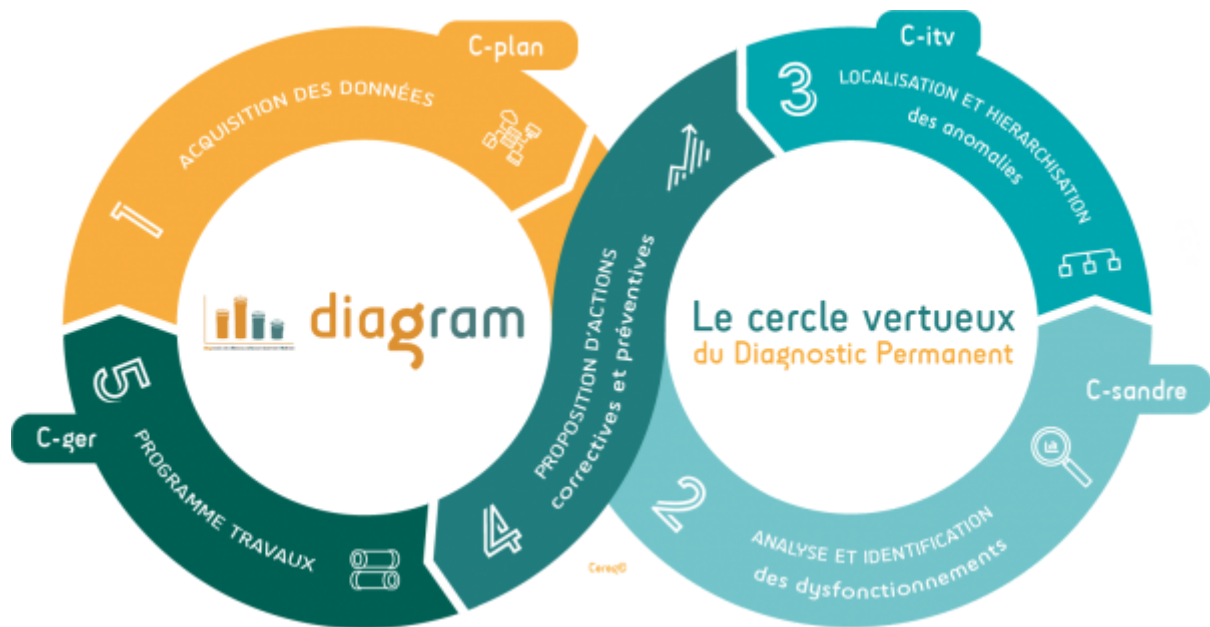 C-plan
1
ACQUISITION DES DONNÉES
diagram
C-sandre
2
ANALYSE ET IDENTIFICATION
des dysfonctionnements
C-itv
3
LOCALISATION ET HIÉRARCHISATION
des anomalies
Le cercle vertueux
du Diagnostic Permanent
4
PROPOSITION D'ACTIONS
correctives et préventives
C-ger
5
PROGRAMME TRAVAUX